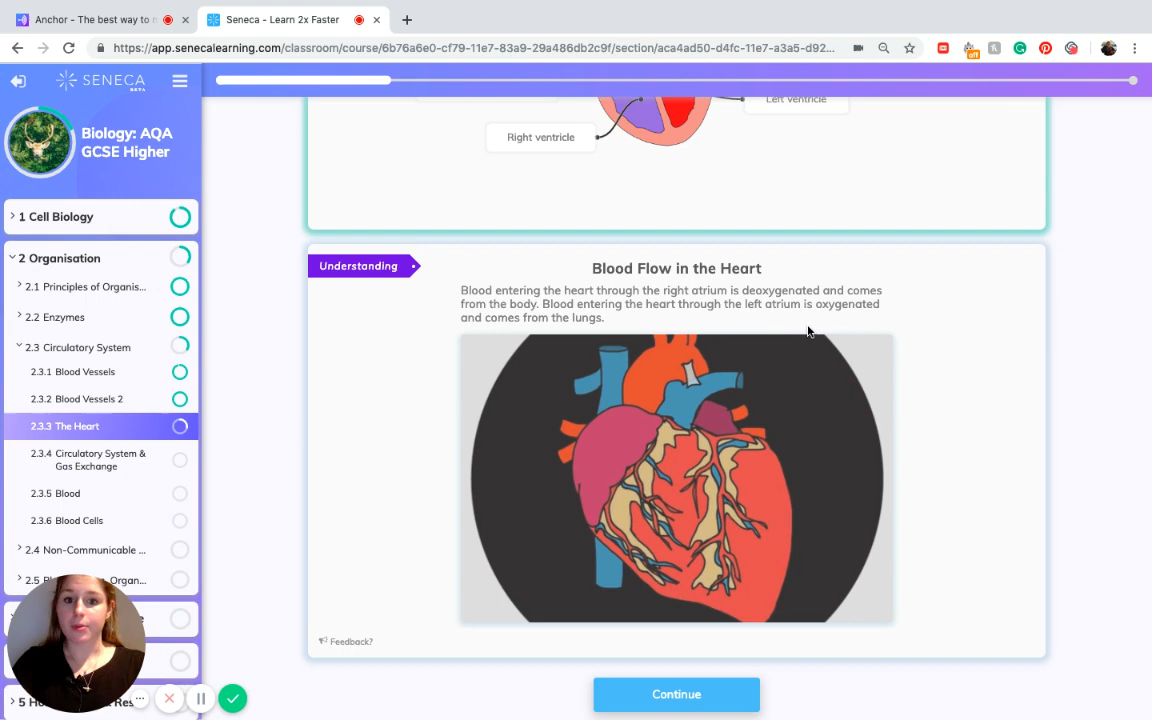 Anchor - The best way to
Seneca - Learn 2x Faster
https://app.senecalearning.com/classroom/course/6b76a6e0-cf79-11e7-83a9-29a486db2c9f/section/aca4ad50-d4fc-11e7-a3a5-d92...
off
SENECA
BETA
Biology: AQA
GCSE Higher
1 Cell Biology
2 Organisation
2.1 Principles of Organis...
2.2 Enzymes
2.3 Circulatory System
2.3.1 Blood Vessels
2.3.2 Blood Vessels 2
2.3.3 The Heart
2.3.4 Circulatory System &
Gas Exchange
2.3.5 Blood
2.3.6 Blood Cells
2.4 Non-Communicable ...
2.5
Organ...
Left ventricle
Right ventricle
Understanding
Blood Flow in the Heart
Blood entering the heart through the right atrium is deoxygenated and comes
from the body. Blood entering the heart through the left atrium is oxygenated
and comes from the lungs.
Feedback?
Continue